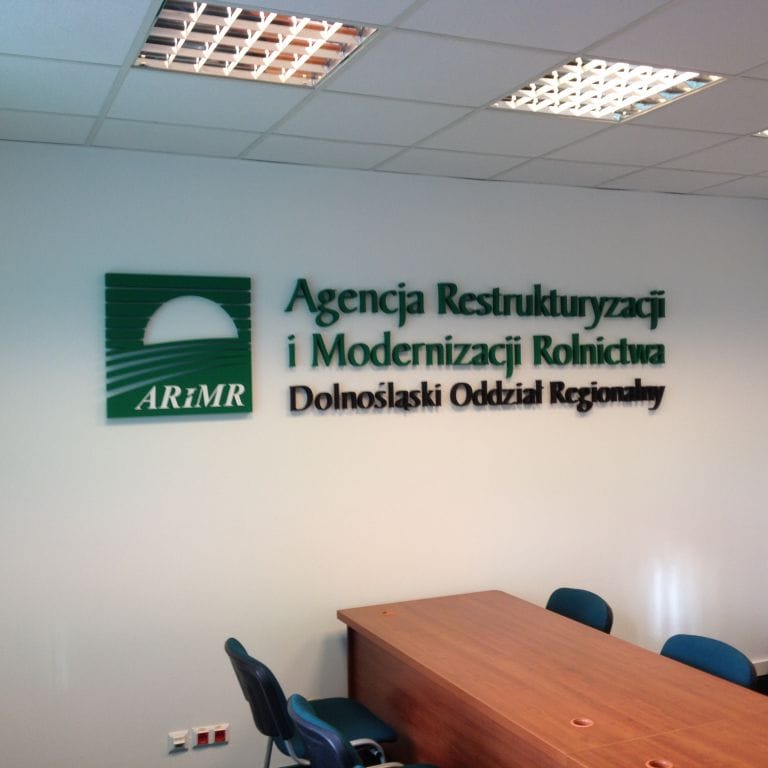 Agencja Restrukturyzacji
i Modernizacji Rolnictwa
Dolnośląski Oddział Regionalny
ARiMR